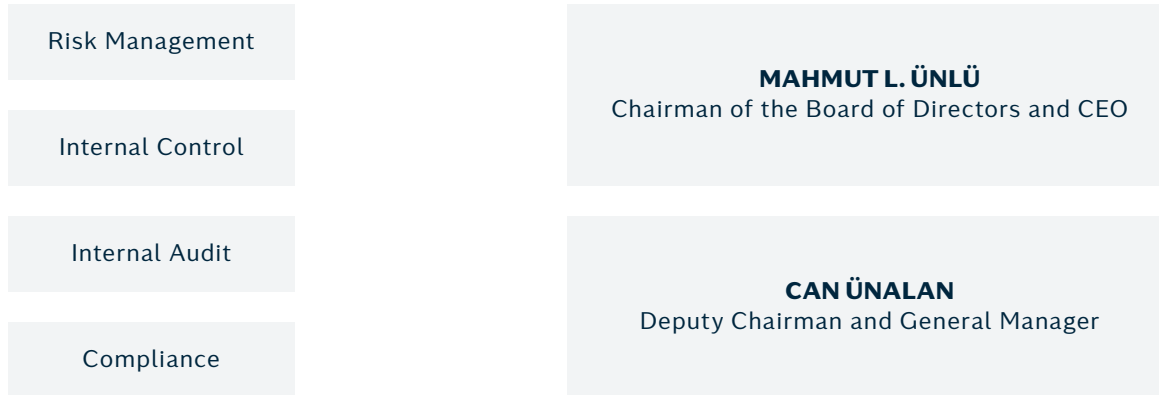 Risk Management
Internal Control
Internal Audit
Compliance
MAHMUT L. ÜNLÜ
Chairman of the Board of Directors and CEO
CAN ÜNALAN
Deputy Chairman and General Manager